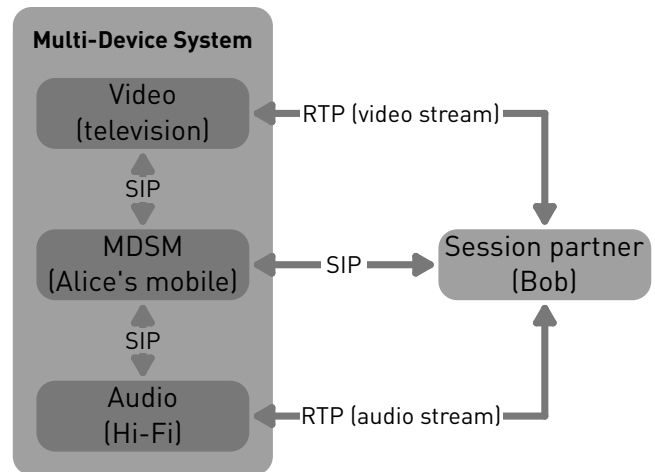 Multi-Device System
Video
(television)
RTP (video stream)
SIP
MDSM
(Alice's mobile)
SIP
Session partner
(Bob)
SIP
Audio
(Hi-Fi)
RTP (audio stream)